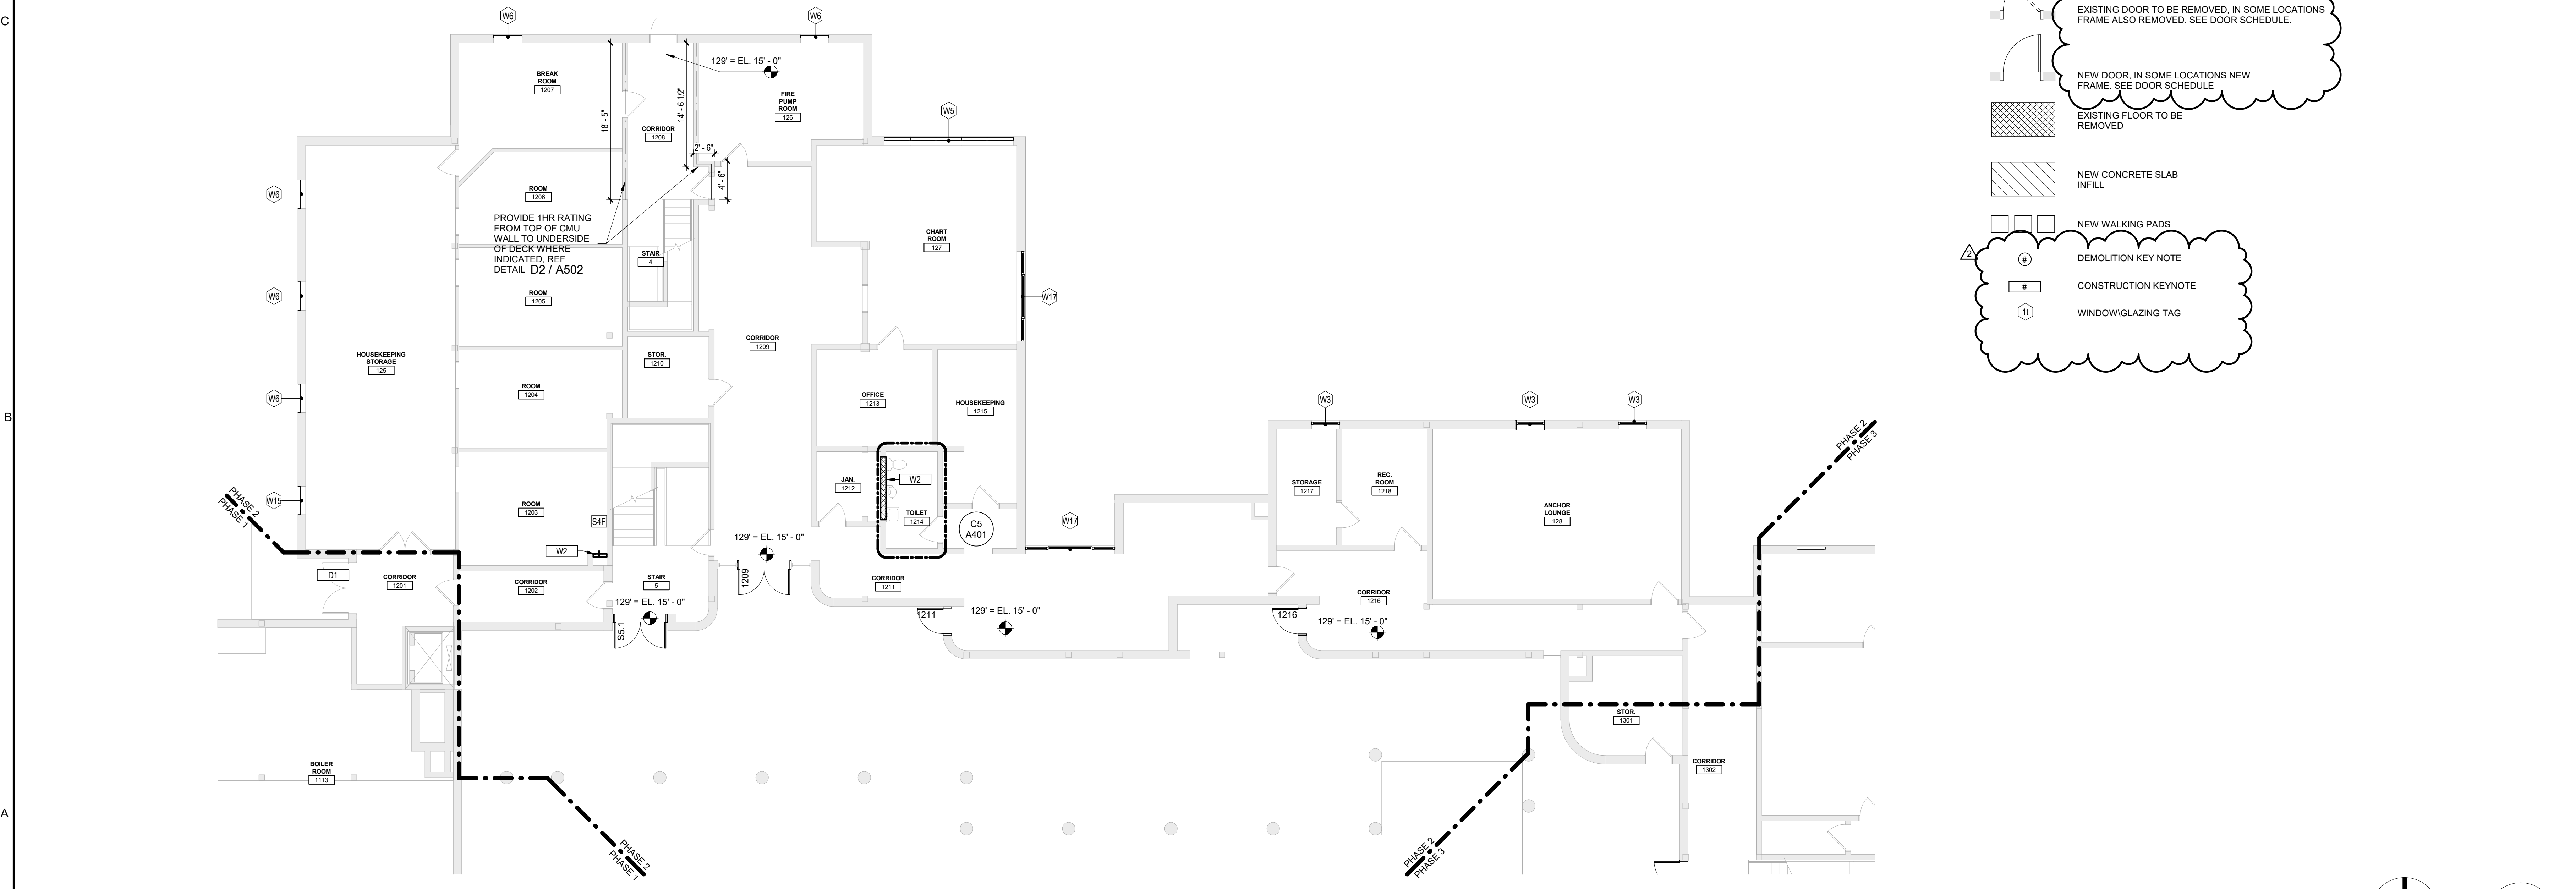 C
W6
W6
EXISTING DOOR TO BE REMOVED, IN SOME LOCATIONS
FRAME ALSO REMOVED. SEE DOOR SCHEDULE.
129' = EL. 15' - 0"
BREAK
ROOM
1207
FIRE
PUMP
ROOM
126
NEW DOOR, IN SOME LOCATIONS NEW
FRAME. SEE DOOR SCHEDULE
18' - 5"
14' - 6 1/2"
W5
CORRIDOR
1208
EXISTING FLOOR TO BE
REMOVED
2' - 6"
4' - 6"
NEW CONCRETE SLAB
INFILL
W6
ROOM
1206
PROVIDE 1HR RATING
FROM TOP OF CMU
WALL TO UNDERSIDE
OF DECK WHERE
INDICATED, REF
DETAIL D2 / A502
NEW WALKING PADS
CHART
ROOM
127
STAIR
4
2
#
DEMOLITION KEY NOTE
#
CONSTRUCTION KEYNOTE
1t
WINDOW\GLAZING TAG
W6
ROOM
1205
W17
CORRIDOR
1209
HOUSEKEEPING
STORAGE
125
STOR.
1210
W6
ROOM
1204
OFFICE
1213
HOUSEKEEPING
1215
W3
W3
W3
B
PHASE 2
PHASE 3
JAN.
1212
W2
STORAGE
1217
REC.
ROOM
1218
W15
PHASE 2
PHASE 1
ROOM
1203
S4F
TOILET
1214
C5
A401
W17
ANCHOR
LOUNGE
128
129' = EL. 15' - 0"
W2
D1
CORRIDOR
1201
CORRIDOR
1202
STAIR
5
1209
CORRIDOR
1211
CORRIDOR
1216
129' = EL. 15' - 0"
S5.1
1211
129' = EL. 15' - 0"
1216
129' = EL. 15' - 0"
STOR.
1301
BOILER
ROOM
1113
CORRIDOR
1302
A
PHASE 2
PHASE 1
PHASE 2
PHASE 3